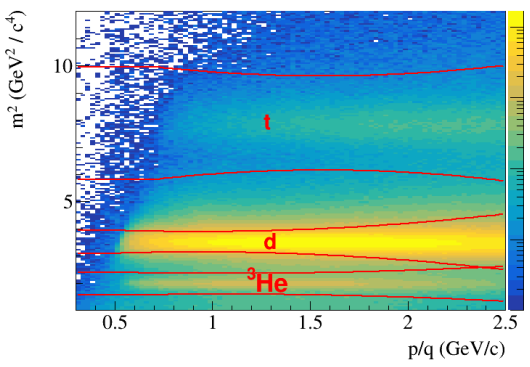 m² (GeV² / c⁴)
10
t
5
d
³He
0.5 1 1.5 2 2.5
p/q (GeV/c)